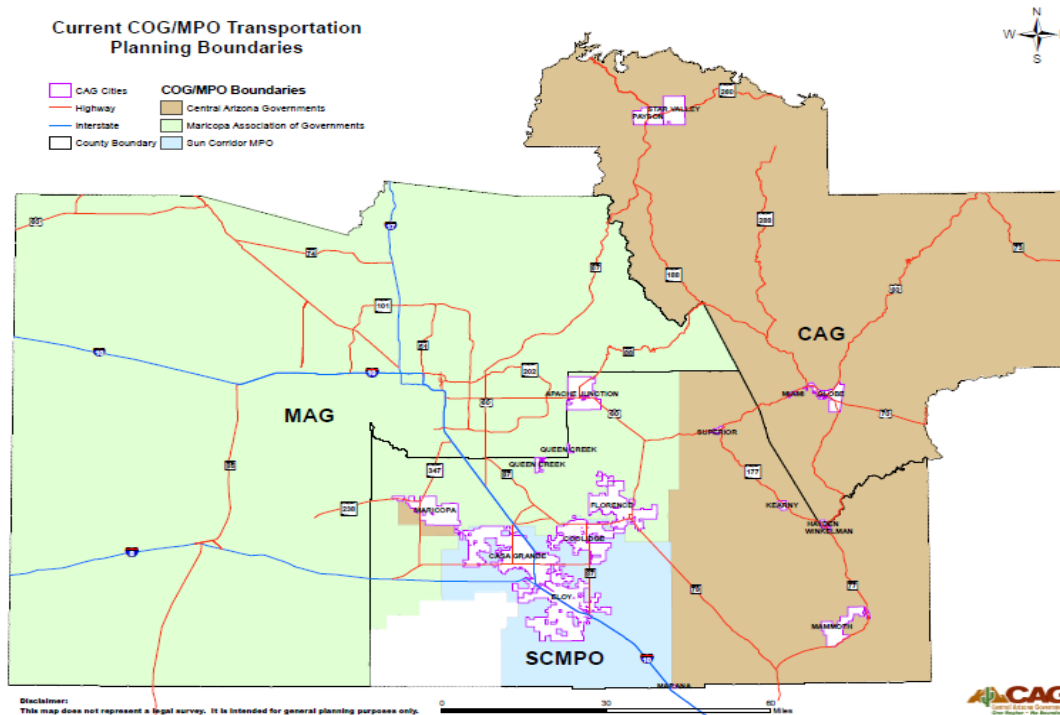 Current COG/MPO Transportation
Planning Boundaries
CAG Cities
Highway
Interstate
County Boundary
COG/MPO Boundaries
Central Arizona Governments
Maricopa Association of Governments
Sun Corridor MPO
N
W
S
260
STAR VALLEY
PAYSON
17
74
87
288
188
73
101
51
202
CAG
10
10
60
APACHE JUNCTION
60
MIAMI
GLOBE
70
MAG
SUPERIOR
QUEEN CREEK
QUEEN CREEK
85
347
87
177
238
MARICOPA
FLORENCE
KEARNY
HAYDEN
WINKELMAN
COOLIDGE
CASA GRANDE
8
87
79
77
ELOY
MAMMOTH
SCMPO
10
MARANA
Disclaimer:
This map does not represent a legal survey. It is intended for general planning purposes only.
0
30
60
Miles
CAG